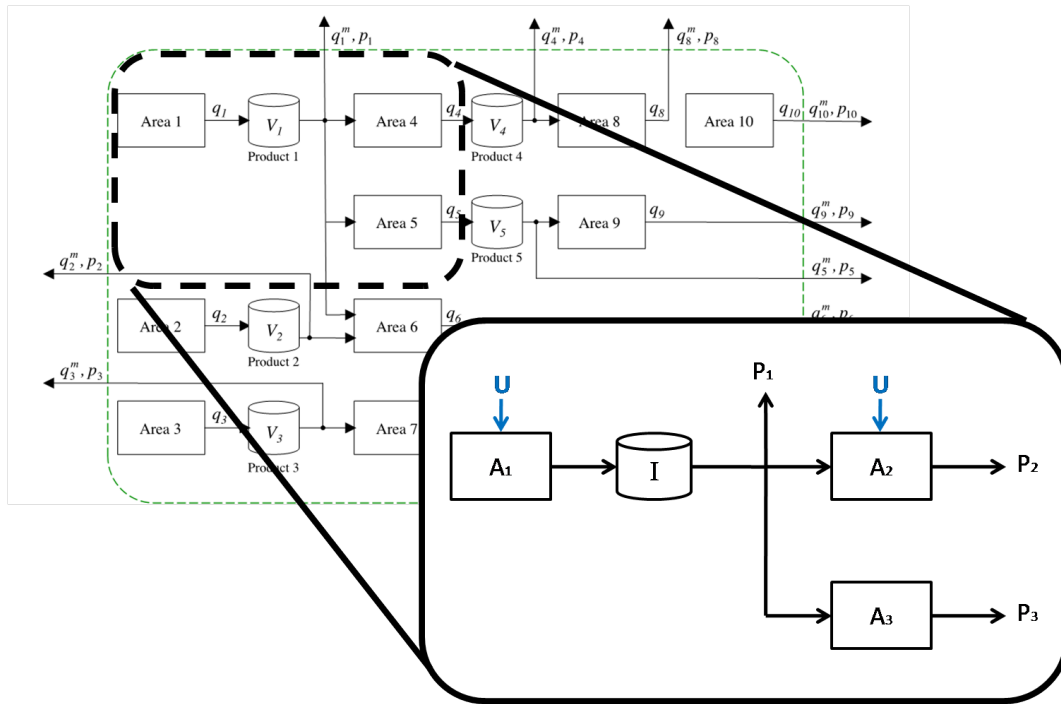 q₁ᵐ, p₁
q₄ᵐ, p₄
q₈ᵐ, p₈
Area 1
q₁
V₁
Product 1
Area 4
q₄
V₄
Product 4
Area 8
q₈
Area 10
q₁₀
q₁₀ᵐ, p₁₀
Area 5
q₅
V₅
Product 5
Area 9
q₉
q₉ᵐ, p₉
q₅ᵐ, p₅
q₂ᵐ, p₂
Area 2
q₂
V₂
Product 2
Area 6
q₆
q₃ᵐ, p₃
Area 3
q₃
V₃
Product 3
Area 7
P₁
U
U
A₁
I
A₂
P₂
A₃
P₃